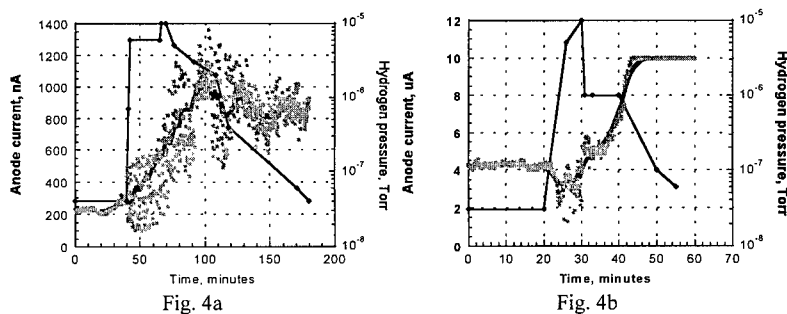 Anode current, nA
1400
1200
1000
800
600
400
200
0
0 50 100 150 200
Time, minutes
10⁻⁵
10⁻⁶
10⁻⁷
10⁻⁸
Hydrogen pressure, Torr
Fig. 4a
Anode current, uA
12
10
8
6
4
2
0
0 10 20 30 40 50 60 70
Time, minutes
10⁻⁵
10⁻⁶
10⁻⁷
10⁻⁸
Hydrogen pressure, Torr
Fig. 4b